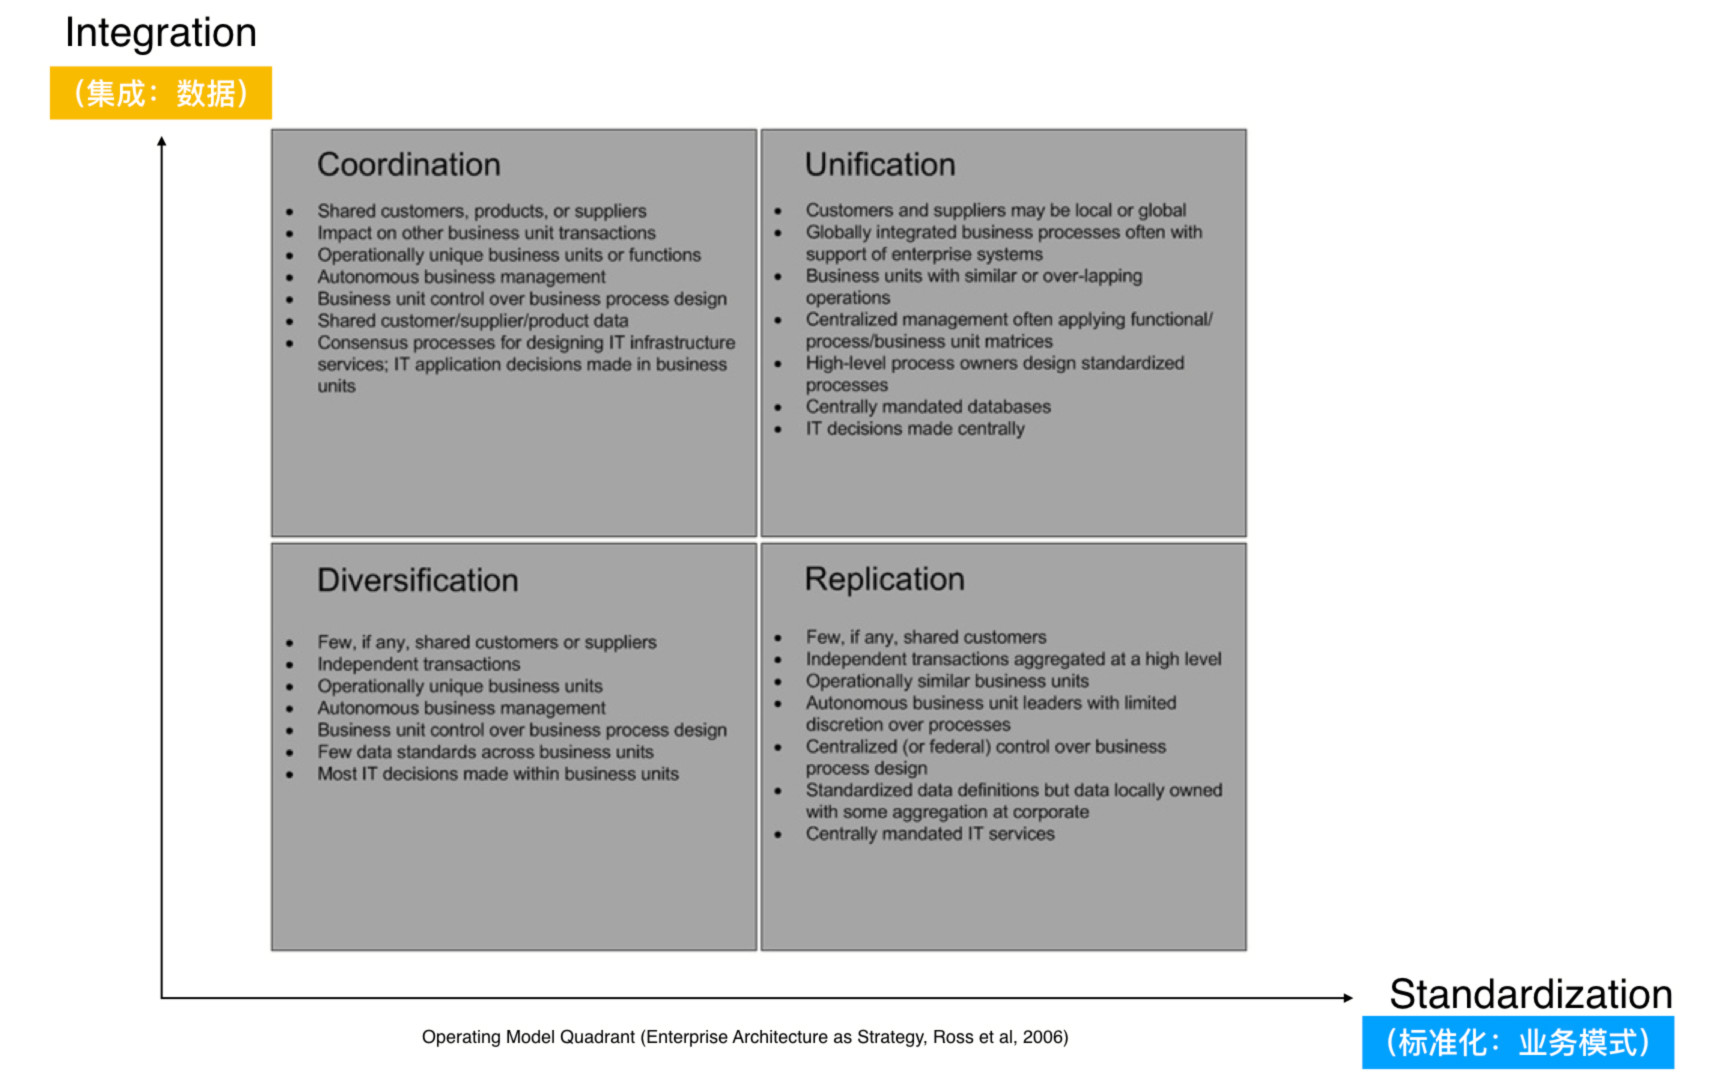 Integration
（集成：数据）
Coordination
• Shared customers, products, or suppliers
• Impact on other business unit transactions
• Operationally unique business units or functions
• Autonomous business management
• Business unit control over business process design
• Shared customer/supplier/product data
• Consensus processes for designing IT infrastructure
services; IT application decisions made in business
units
Unification
• Customers and suppliers may be local or global
• Globally integrated business processes often with
support of enterprise systems
• Business units with similar or over-lapping
operations
• Centralized management often applying functional/
process/business unit matrices
• High-level process owners design standardized
processes
• Centrally mandated databases
• IT decisions made centrally
Diversification
• Few, if any, shared customers or suppliers
• Independent transactions
• Operationally unique business units
• Autonomous business management
• Business unit control over business process design
• Few data standards across business units
• Most IT decisions made within business units
Replication
• Few, if any, shared customers
• Independent transactions aggregated at a high level
• Operationally similar business units
• Autonomous business unit leaders with limited
discretion over processes
• Centralized (or federal) control over business
process design
• Standardized data definitions but data locally owned
with some aggregation at corporate
• Centrally mandated IT services
Standardization
（标准化：业务模式）
Operating Model Quadrant (Enterprise Architecture as Strategy, Ross et al, 2006)